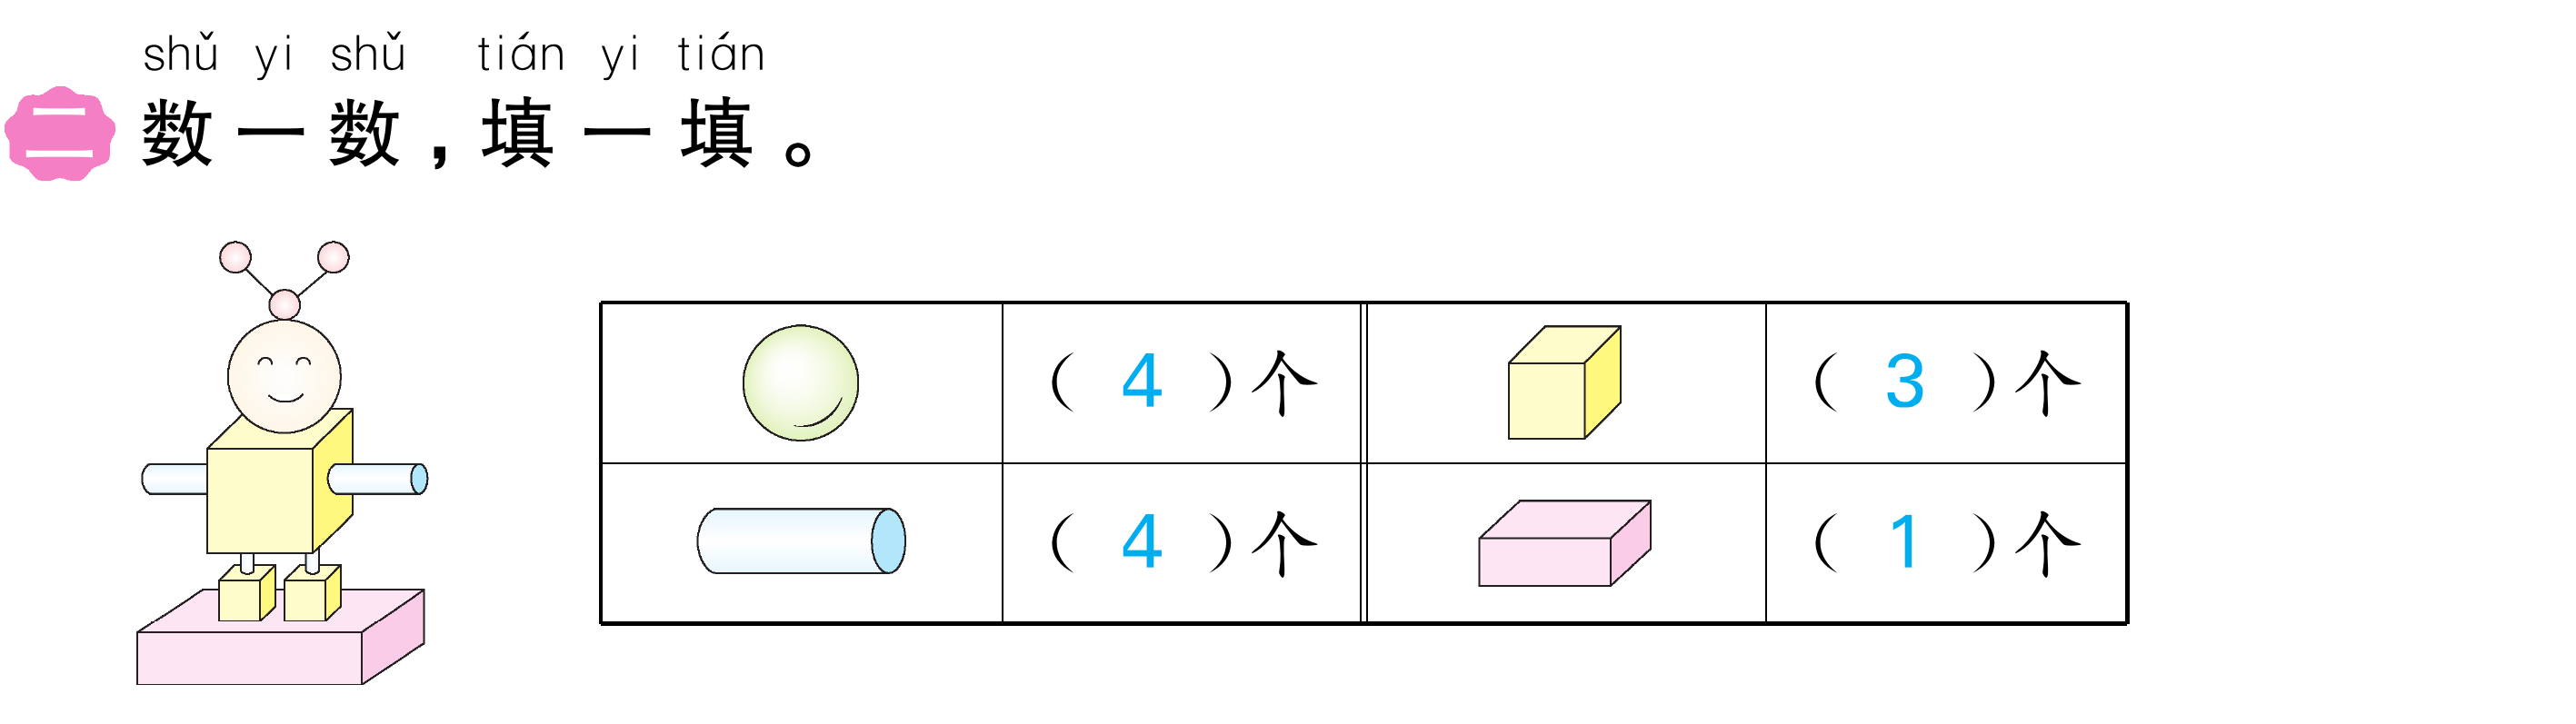 shǔ yi shǔ tián yi tián
二 数一数，填一填。
（ 4 ）个 （ 3 ）个
（ 4 ）个 （ 1 ）个